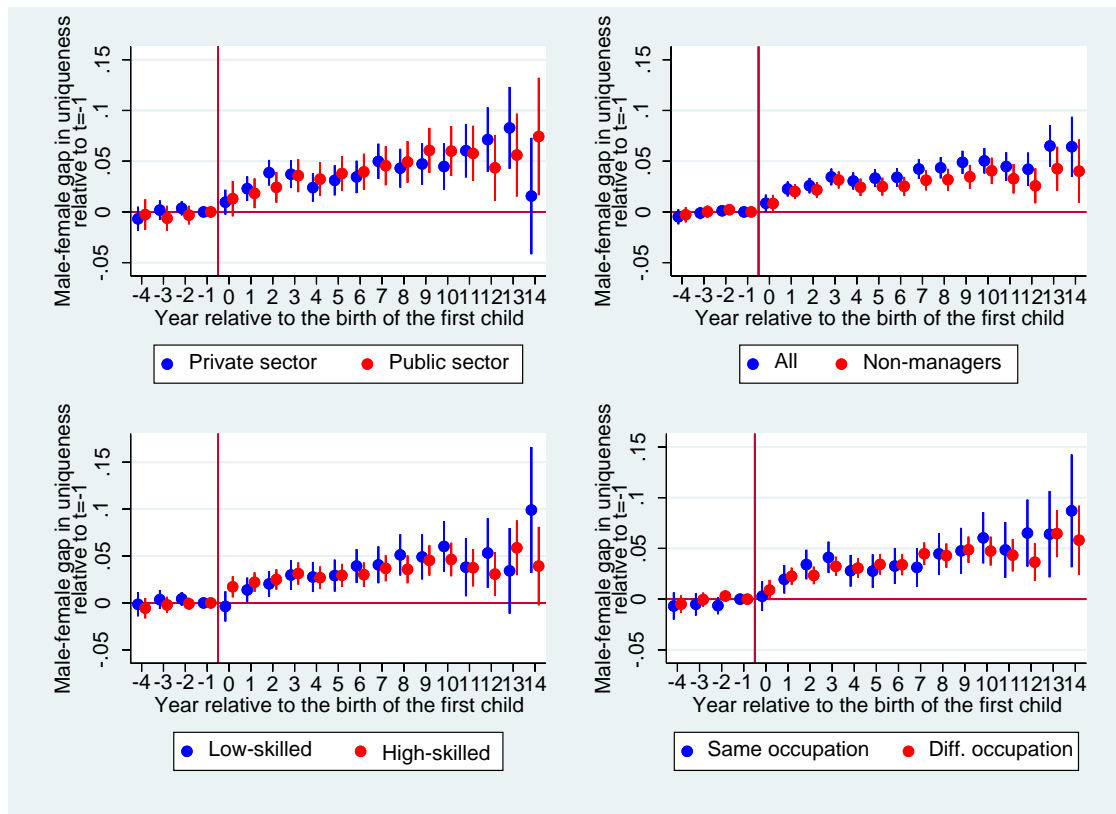 Male-female gap in uniqueness
relative to t=-1
.15
.1
.05
0
-.05
-4 -3 -2 -1 0 1 2 3 4 5 6 7 8 9 10 11 12 13 14
Year relative to the birth of the first child
Private sector Public sector
Male-female gap in uniqueness
relative to t=-1
.15
.1
.05
0
-.05
-4 -3 -2 -1 0 1 2 3 4 5 6 7 8 9 10 11 12 13 14
Year relative to the birth of the first child
All Non-managers
Male-female gap in uniqueness
relative to t=-1
.15
.1
.05
0
-.05
-4 -3 -2 -1 0 1 2 3 4 5 6 7 8 9 10 11 12 13 14
Year relative to the birth of the first child
Low-skilled High-skilled
Male-female gap in uniqueness
relative to t=-1
.15
.1
.05
0
-.05
-4 -3 -2 -1 0 1 2 3 4 5 6 7 8 9 10 11 12 13 14
Year relative to the birth of the first child
Same occupation Diff. occupation